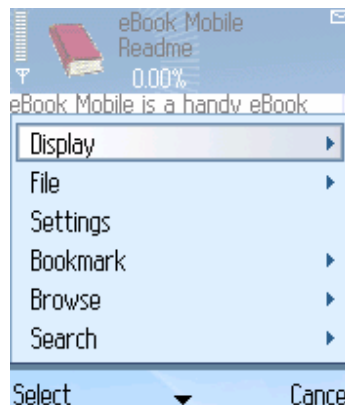 eBook Mobile
Readme
0.00%
eBook Mobile is a handy eBook
Display
File
Settings
Bookmark
Browse
Search
Select
Cance